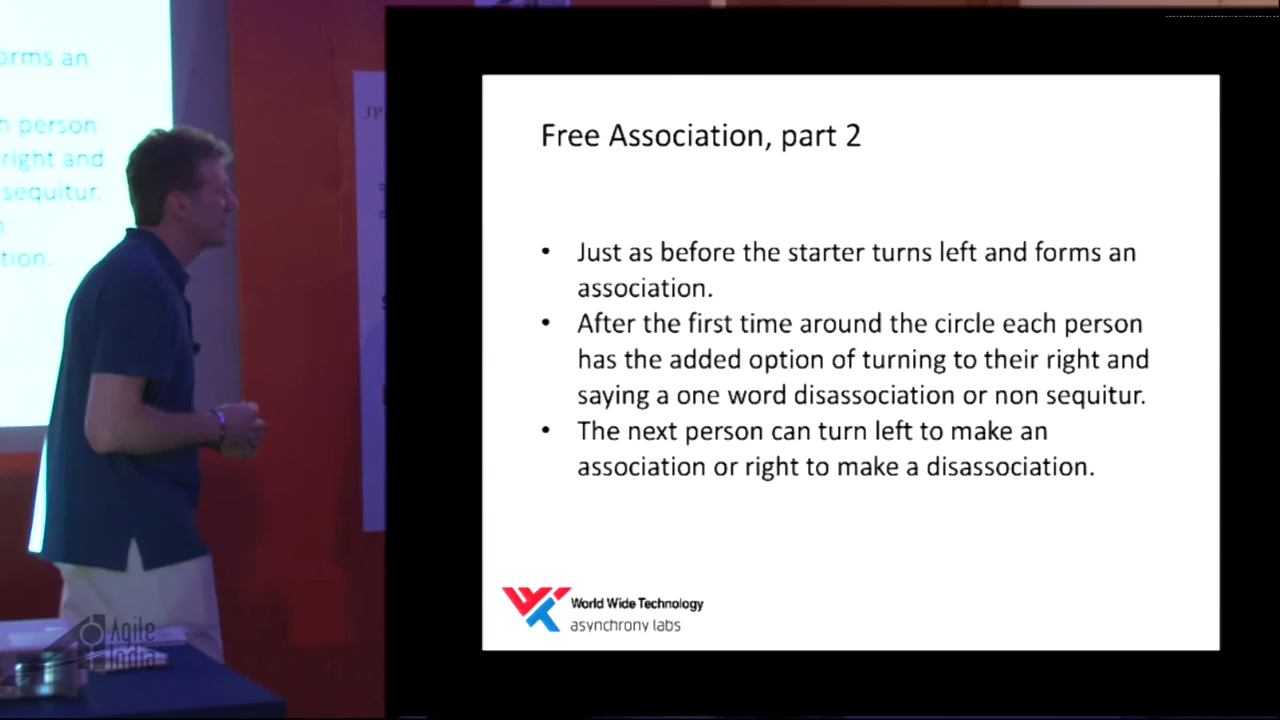 orms an
n person
right and
sequitur.
tion.
JP
Free Association, part 2
• Just as before the starter turns left and forms an
association.
• After the first time around the circle each person
has the added option of turning to their right and
saying a one word disassociation or non sequitur.
• The next person can turn left to make an
association or right to make a disassociation.
World Wide Technology
asynchrony labs
Agile
India